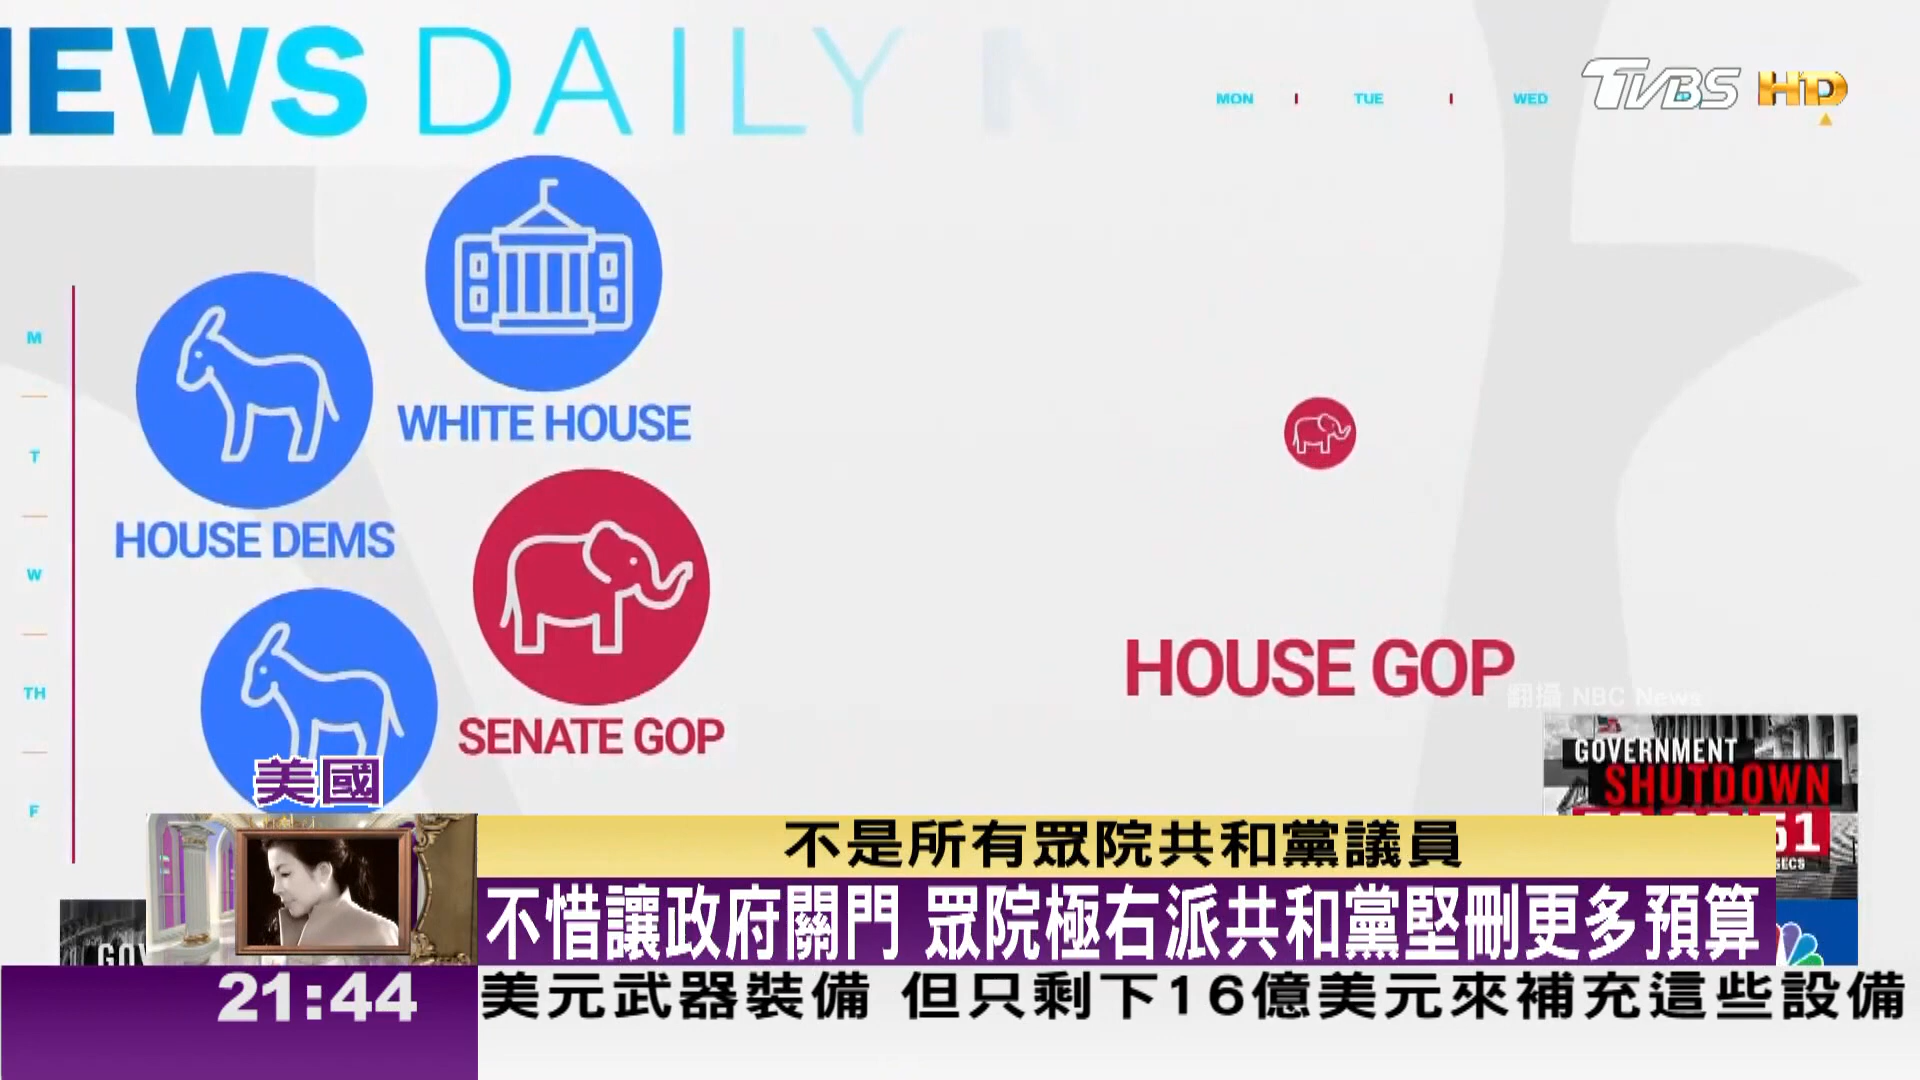 NEWS DAILY N
MON TUE WED
TVBS HD
M
T
W
TH
F
WHITE HOUSE
HOUSE DEMS
SENATE GOP
HOUSE GOP
翻攝 NBC News
GOVERNMENT
SHUTDOWN
51
SECS
美國
不是所有眾院共和黨議員
不惜讓政府關門 眾院極右派共和黨堅刪更多預算
GOV
21:44
美元武器裝備 但只剩下16億美元來補充這些設備